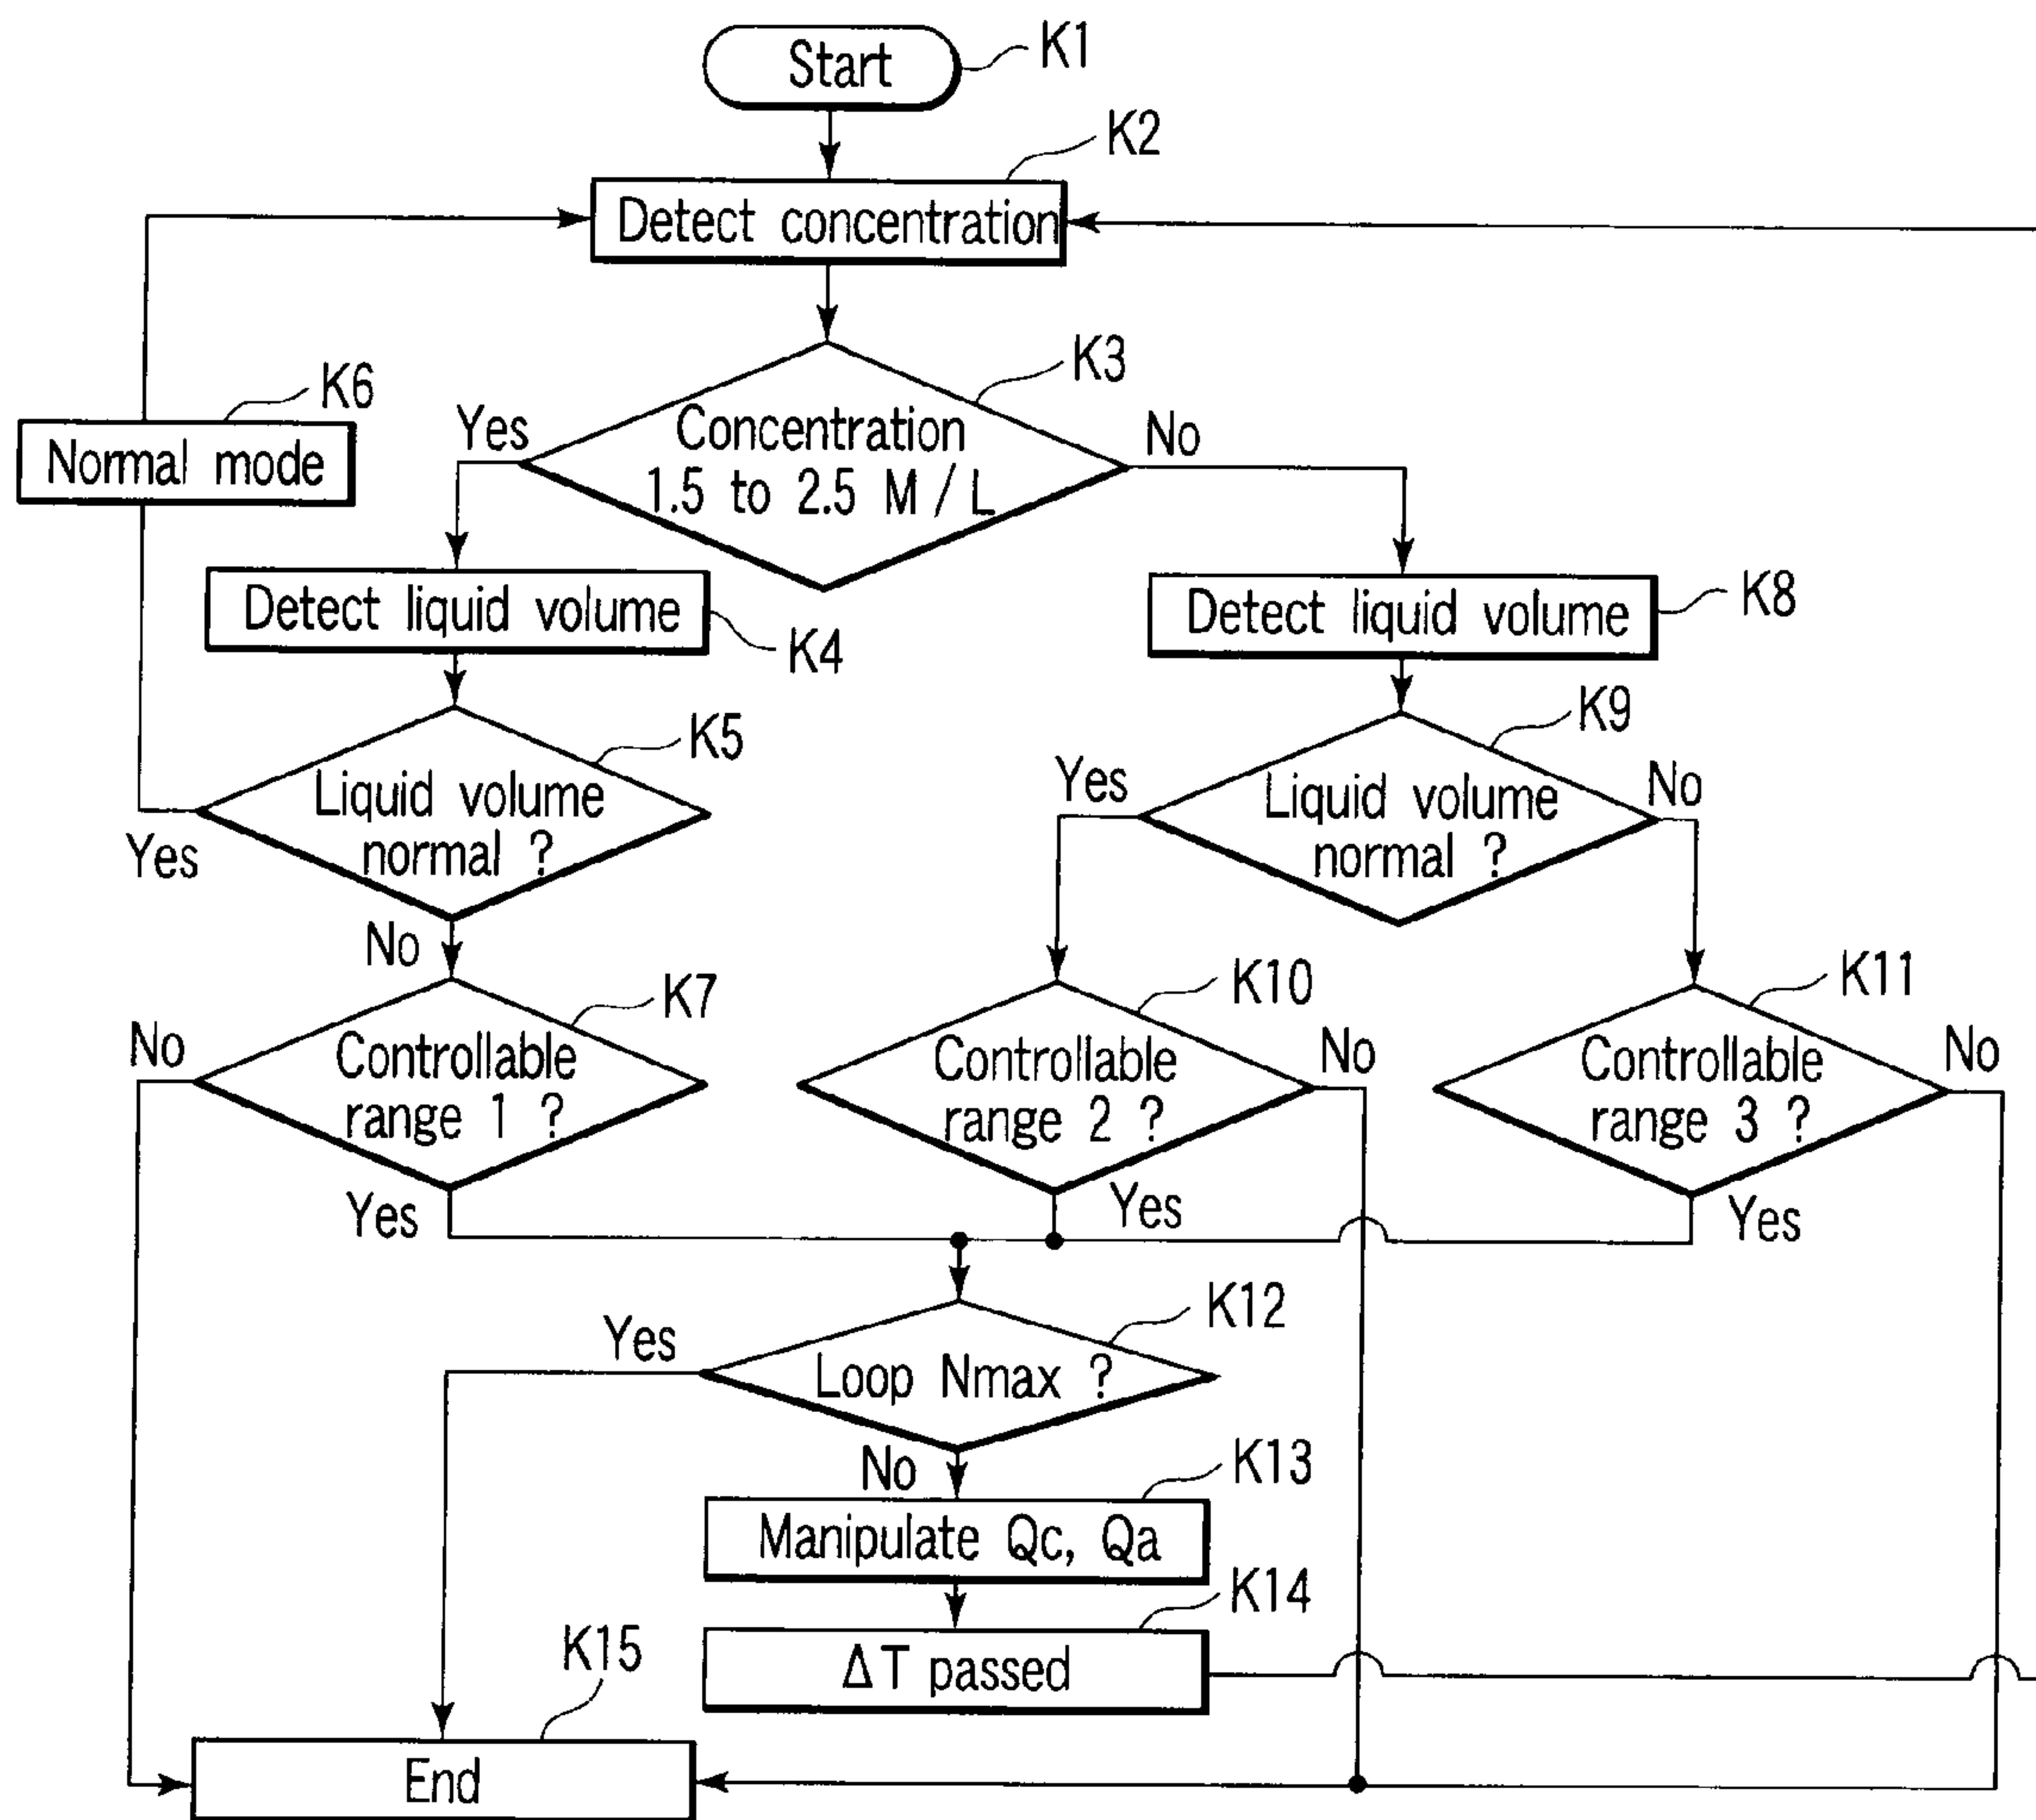 Start
K1
K2
Detect concentration
K3
Concentration
1.5 to 2.5 M / L
Yes
No
K6
Normal mode
Detect liquid volume
K4
Detect liquid volume
K8
K5
Liquid volume
normal ?
Yes
No
K9
Liquid volume
normal ?
Yes
No
K7
Controllable
range 1 ?
No
Yes
K10
Controllable
range 2 ?
No
Yes
K11
Controllable
range 3 ?
No
Yes
K12
Loop Nmax ?
Yes
No
K13
Manipulate Qc, Qa
K14
ΔT passed
K15
End